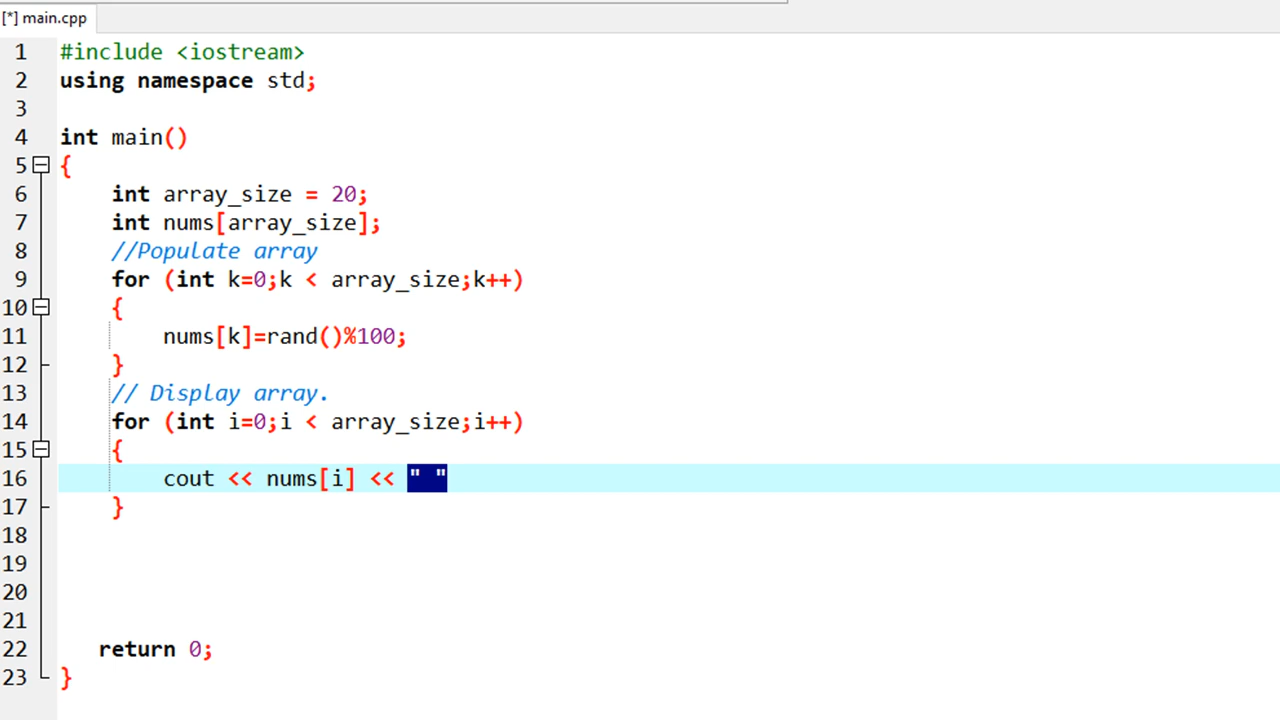 [*] main.cpp
1 #include <iostream>
2 using namespace std;
3
4 int main()
5 {
6 int array_size = 20;
7 int nums[array_size];
8 //Populate array
9 for (int k=0;k < array_size;k++)
10 {
11 nums[k]=rand()%100;
12 }
13 // Display array.
14 for (int i=0;i < array_size;i++)
15 {
16 cout << nums[i] << " "
17 }
18
19
20
21
22 return 0;
23 }